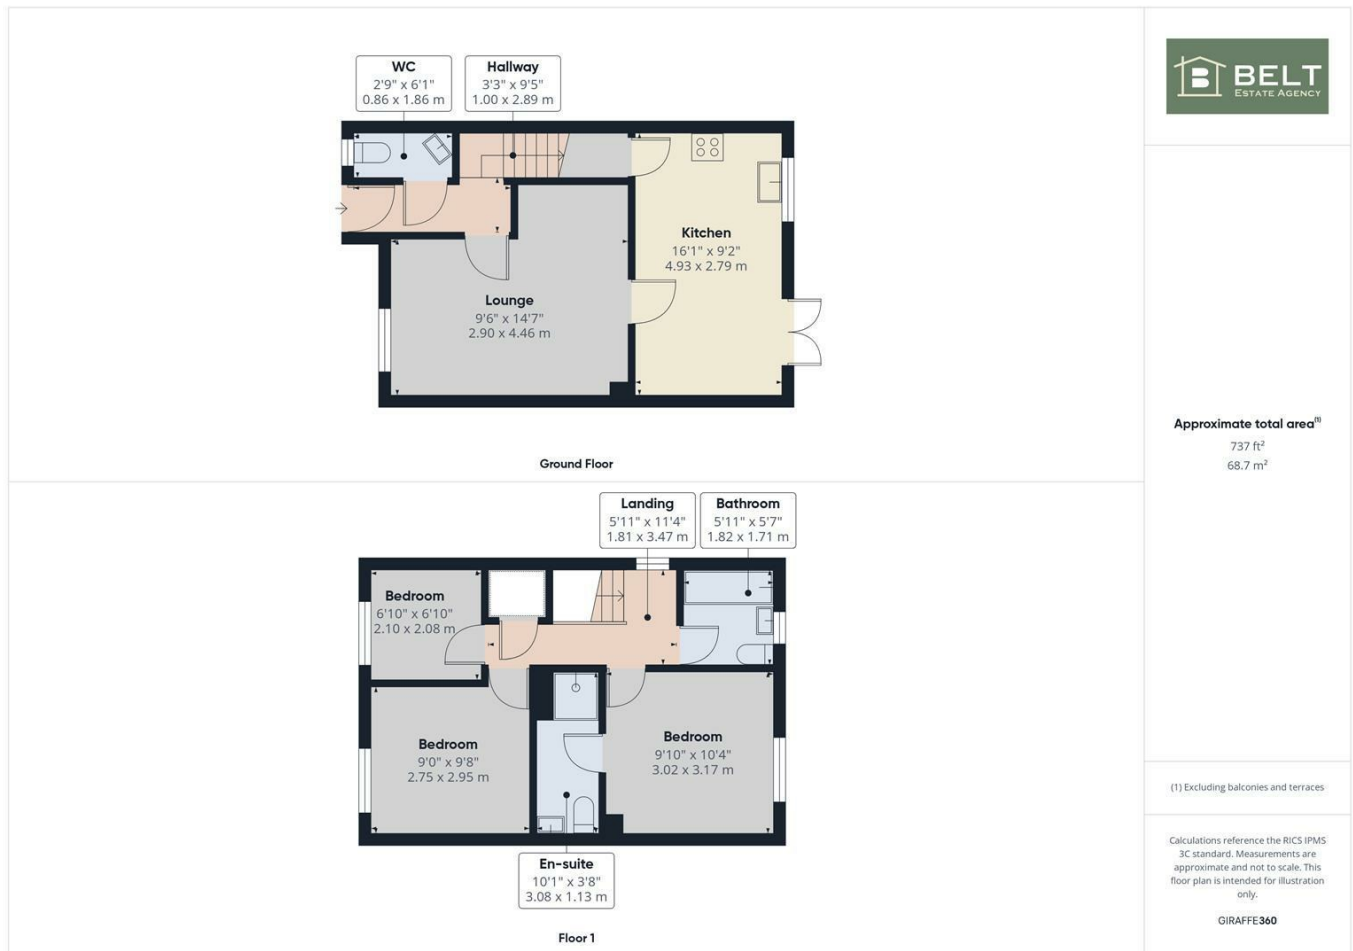 WC
2'9" x 6'1"
0.86 x 1.86 m
Hallway
3'3" x 9'5"
1.00 x 2.89 m
Kitchen
16'1" x 9'2"
4.93 x 2.79 m
Lounge
9'6" x 14'7"
2.90 x 4.46 m
Ground Floor
Landing
5'11" x 11'4"
1.81 x 3.47 m
Bathroom
5'11" x 5'7"
1.82 x 1.71 m
Bedroom
6'10" x 6'10"
2.10 x 2.08 m
Bedroom
9'0" x 9'8"
2.75 x 2.95 m
Bedroom
9'10" x 10'4"
3.02 x 3.17 m
En-suite
10'1" x 3'8"
3.08 x 1.13 m
Floor 1
B BELT
ESTATE AGENCY
Approximate total area⁽¹⁾
737 ft²
68.7 m²
(1) Excluding balconies and terraces
Calculations reference the RICS IPMS
3C standard. Measurements are
approximate and not to scale. This
floor plan is intended for illustration
only.
GIRAFFE360